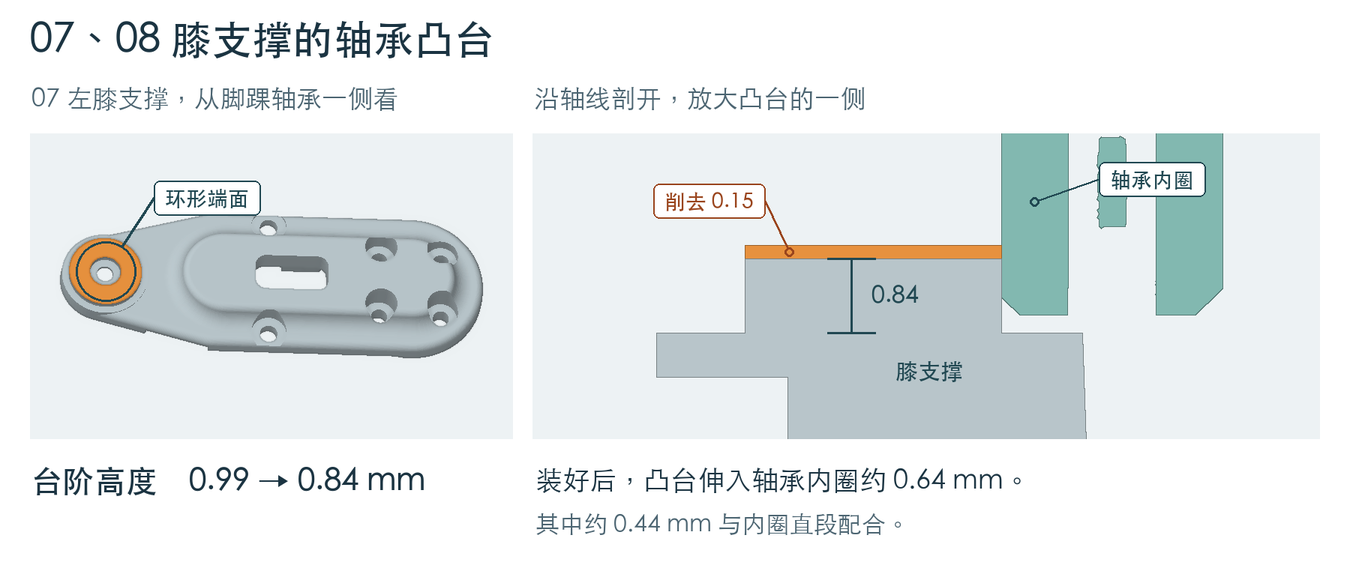 07、08 膝支撑的轴承凸台
07 左膝支撑，从脚踝轴承一侧看
沿轴线剖开，放大凸台的一侧
环形端面
削去 0.15
轴承内圈
0.84
膝支撑
台阶高度 0.99 → 0.84 mm
装好后，凸台伸入轴承内圈约 0.64 mm。
其中约 0.44 mm 与内圈直段配合。